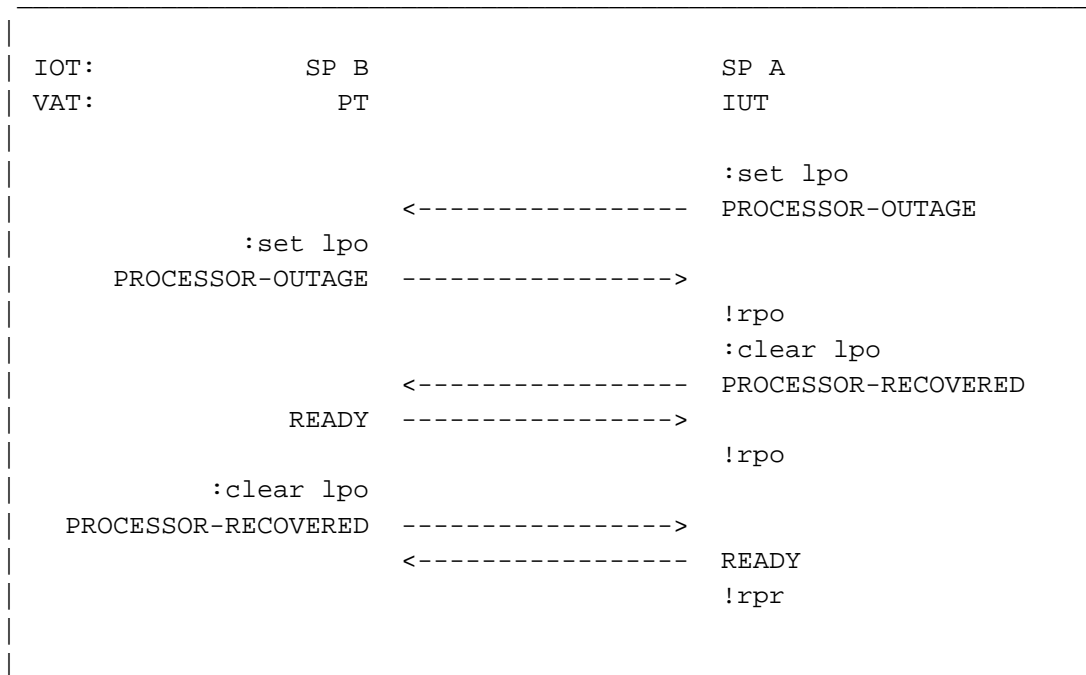 IOT: SP B SP A
VAT: PT IUT
:set lpo
<----------------- PROCESSOR-OUTAGE
:set lpo
PROCESSOR-OUTAGE ----------------->
!rpo
:clear lpo
<----------------- PROCESSOR-RECOVERED
READY ----------------->
!rpo
:clear lpo
PROCESSOR-RECOVERED ----------------->
<----------------- READY
!rpr